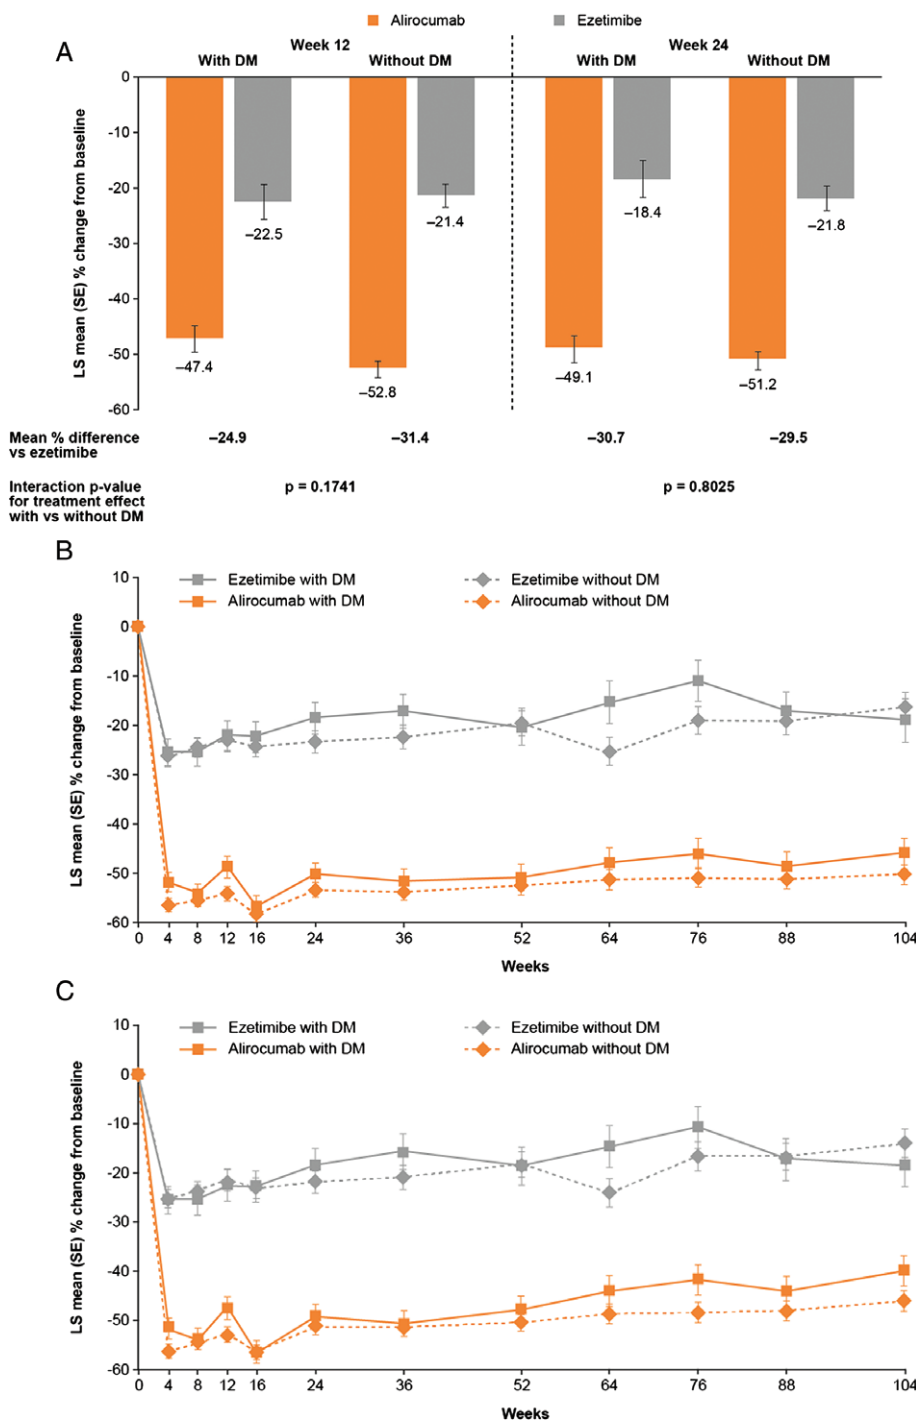 Alirocumab Ezetimibe
A
Week 12 Week 24
With DM Without DM With DM Without DM
LS mean (SE) % change from baseline
0
-10
-20
-30
-40
-50
-60
–47.4 –22.5 –52.8 –21.4 –49.1 –18.4 –51.2 –21.8
Mean % difference
vs ezetimibe
–24.9 –31.4 –30.7 –29.5
Interaction p-value
for treatment effect
with vs without DM
p = 0.1741 p = 0.8025
B
Ezetimibe with DM Ezetimibe without DM
Alirocumab with DM Alirocumab without DM
LS mean (SE) % change from baseline
10
0
-10
-20
-30
-40
-50
-60
0 4 8 12 16 24 36 52 64 76 88 104
Weeks
C
Ezetimibe with DM Ezetimibe without DM
Alirocumab with DM Alirocumab without DM
LS mean (SE) % change from baseline
10
0
-10
-20
-30
-40
-50
-60
0 4 8 12 16 24 36 52 64 76 88 104
Weeks